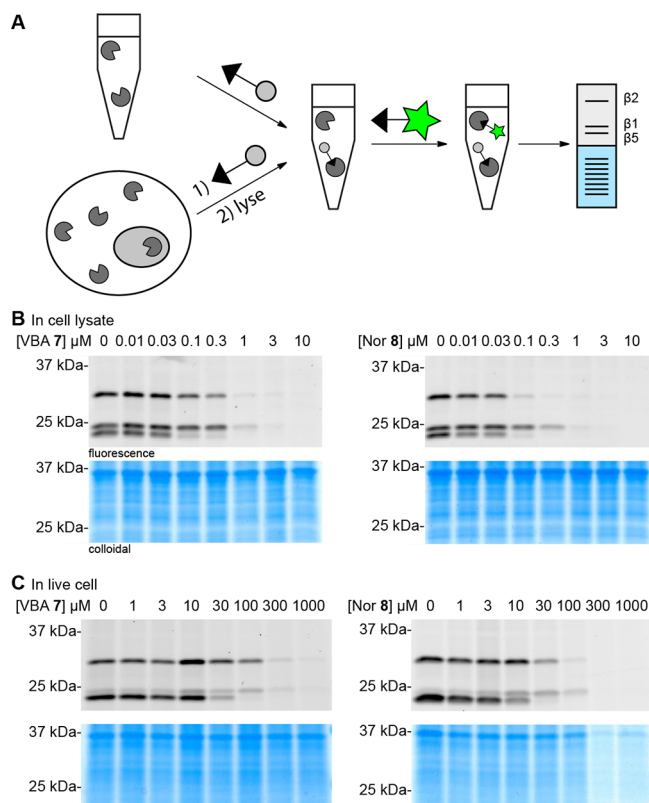 A
β2
β1
β5
1)
2) lyse
B In cell lysate
[VBA 7] µM 0 0.01 0.03 0.1 0.3 1 3 10
[Nor 8] µM 0 0.01 0.03 0.1 0.3 1 3 10
37 kDa-
25 kDa-
fluorescence
37 kDa-
25 kDa-
colloidal
37 kDa-
25 kDa-
37 kDa-
25 kDa-
C In live cell
[VBA 7] µM 0 1 3 10 30 100 300 1000
[Nor 8] µM 0 1 3 10 30 100 300 1000
37 kDa-
25 kDa-
37 kDa-
25 kDa-
37 kDa-
25 kDa-
37 kDa-
25 kDa-